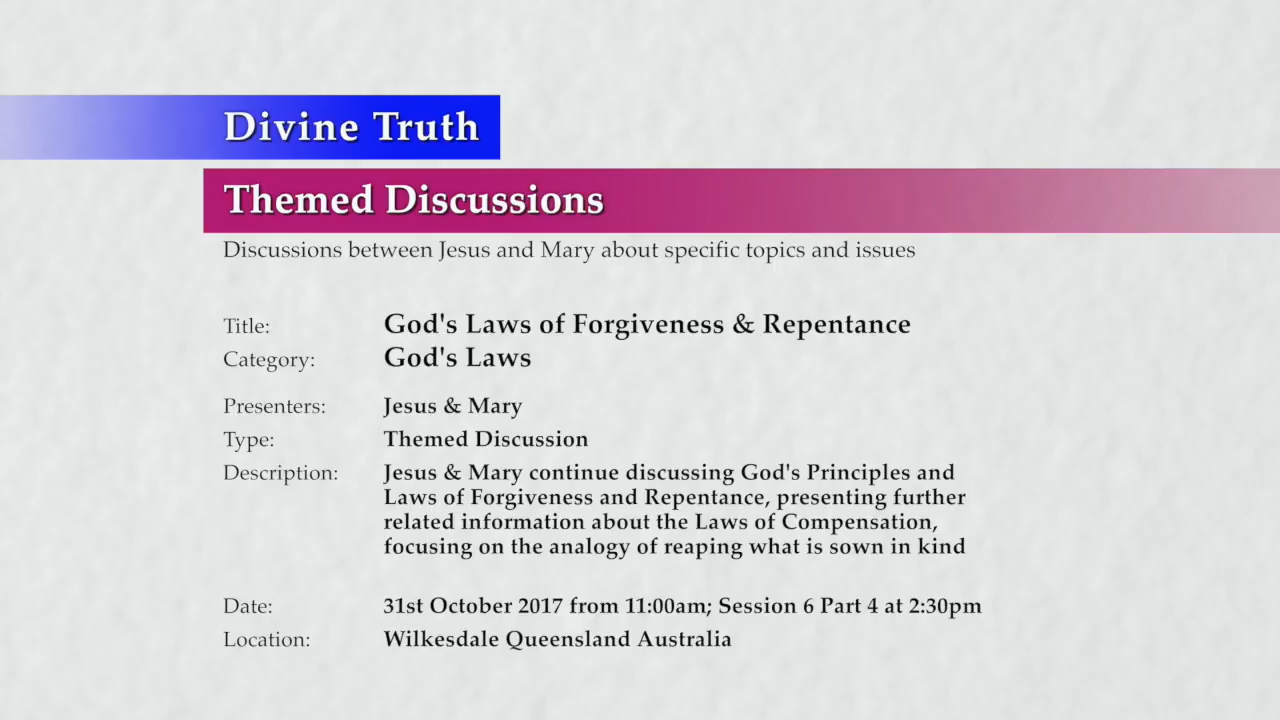 Divine Truth
Themed Discussions
Discussions between Jesus and Mary about specific topics and issues
Title: God's Laws of Forgiveness & Repentance
Category: God's Laws
Presenters: Jesus & Mary
Type: Themed Discussion
Description: Jesus & Mary continue discussing God's Principles and
Laws of Forgiveness and Repentance, presenting further
related information about the Laws of Compensation,
focusing on the analogy of reaping what is sown in kind
Date: 31st October 2017 from 11:00am; Session 6 Part 4 at 2:30pm
Location: Wilkesdale Queensland Australia